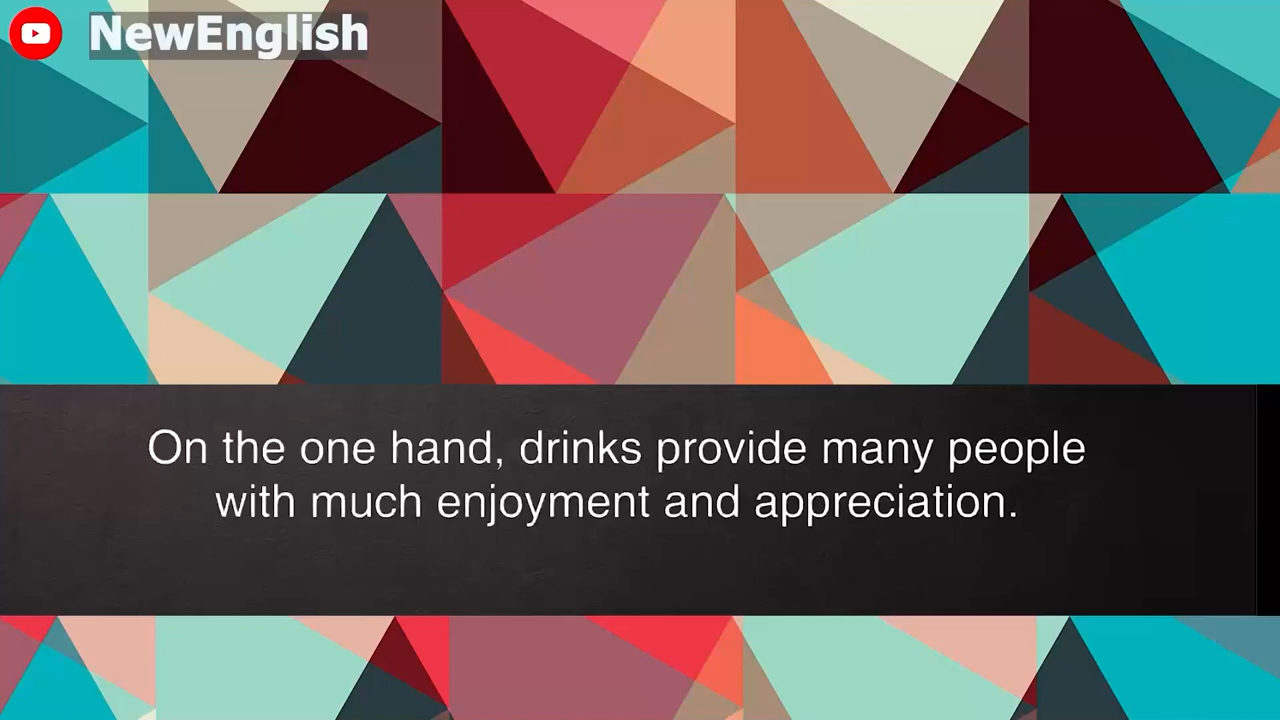 NewEnglish
On the one hand, drinks provide many people
with much enjoyment and appreciation.